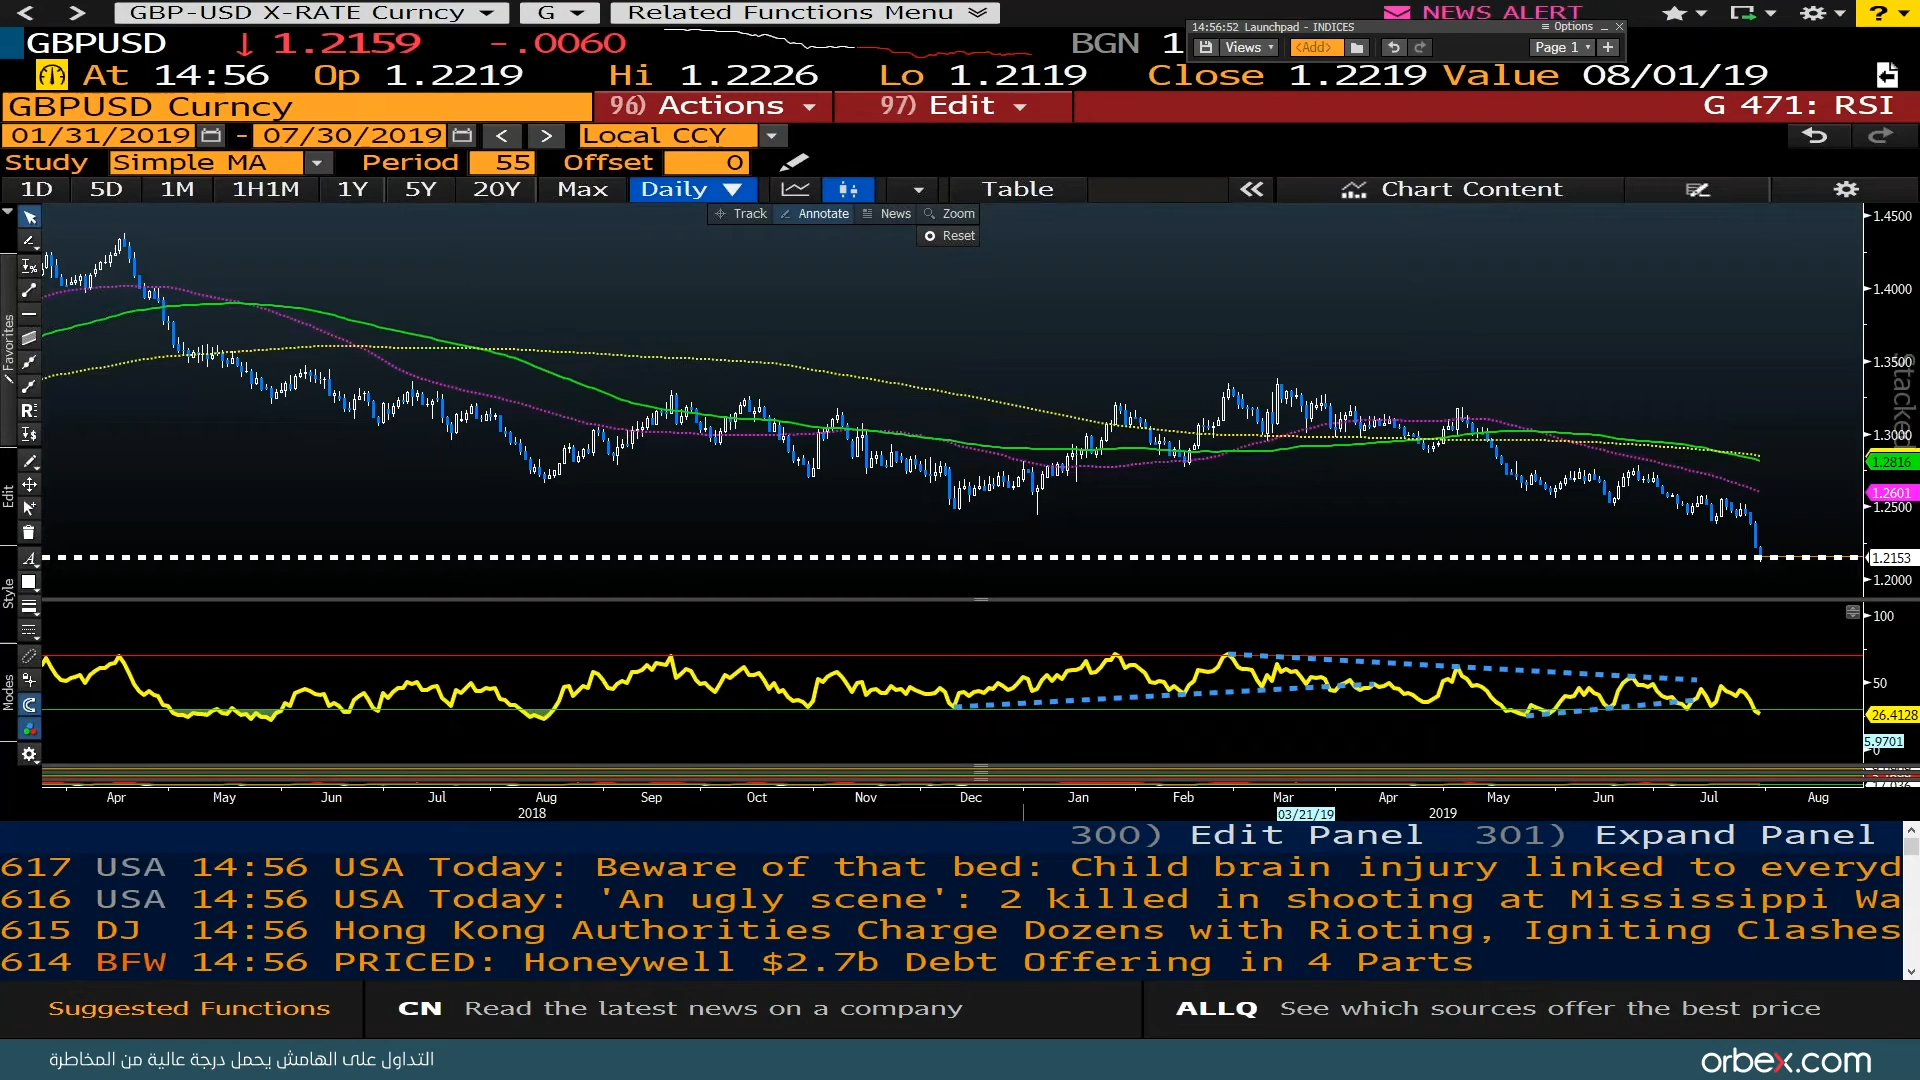 GBP-USD X-RATE Curncy G Related Functions Menu NEWS ALERT ?
14:56:52 Launchpad - INDICES Options
Views <Add> Page 1 +
GBPUSD ↓ 1.2159 -.0060 BGN 1
At 14:56 Op 1.2219 Hi 1.2226 Lo 1.2119 Close 1.2219 Value 08/01/19
GBPUSD Curncy 96) Actions 97) Edit G 471: RSI
01/31/2019 - 07/30/2019 < > Local CCY
Study Simple MA Period 55 Offset 0
1D 5D 1M 1H1M 1Y 5Y 20Y Max Daily ▼ Table « Chart Content
Track Annotate News Zoom
Reset
Favorites
Edit
Style
Modes
Stacked
1.4500
1.4000
1.3500
1.3000
1.2816
1.2601
1.2500
1.2153
1.2000
100
50
26.4128
5.9701
0
Apr May Jun Jul Aug Sep Oct Nov Dec Jan Feb Mar Apr May Jun Jul Aug
2018 03/21/19 2019
300) Edit Panel 301) Expand Panel
617 USA 14:56 USA Today: Beware of that bed: Child brain injury linked to everyd
616 USA 14:56 USA Today: 'An ugly scene': 2 killed in shooting at Mississippi Wa
615 DJ 14:56 Hong Kong Authorities Charge Dozens with Rioting, Igniting Clashes
614 BFW 14:56 PRICED: Honeywell $2.7b Debt Offering in 4 Parts
Suggested Functions CN Read the latest news on a company ALLQ See which sources offer the best price
التداول على الهامش يحمل درجة عالية من المخاطرة
orbex.com